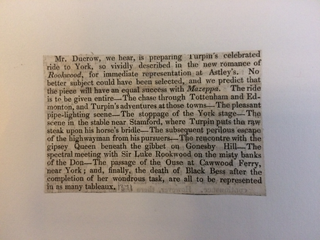 Mr. Ducrow, we hear, is preparing Turpin's celebrated
ride to York, so vividly described in the new romance of
Rookwood, for immediate representation at Astley's. No
better subject could have been selected, and we predict that
the piece will have an equal success with Mazeppa. The ride
is to be given entire—The chase through Tottenham and Ed-
monton, and Turpin's adventures at those towns—The pleasant
pipe-lighting scene—The stoppage of the York stage—The
scene in the stable near Stamford, where Turpin puts the raw
steak upon his horse's bridle—The subsequent perilous escape
of the highwayman from his pursuers—The rencontre with the
gipsey Queen beneath the gibbet on Gonesby Hill—The
spectral meeting with Sir Luke Rookwood on the misty banks
of the Don—The passage of the Ouse at Cawwood Ferry,
near York; and, finally, the death of Black Bess after the
completion of her wondrous task, are all to be represented
in as many tableaux.